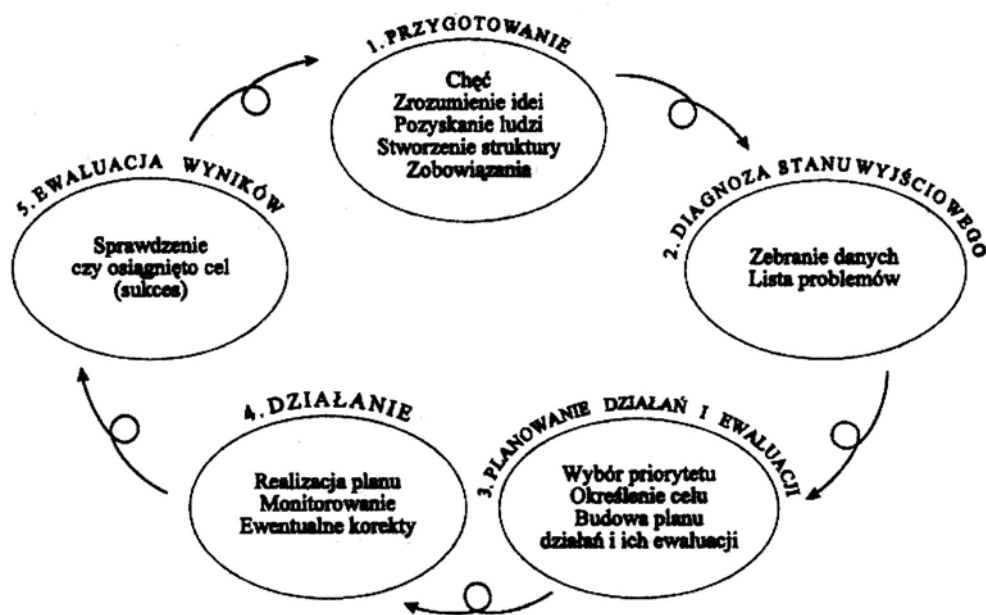 1. PRZYGOTOWANIE
Chęć
Zrozumienie idei
Pozyskanie ludzi
Stworzenie struktury
Zobowiązania
2. DIAGNOZA STANU WYJŚCIOWEGO
Zebranie danych
Lista problemów
3. PLANOWANIE DZIAŁAŃ I EWALUACJI
Wybór priorytetu
Określenie celu
Budowa planu
działań i ich ewaluacji
4. DZIAŁANIE
Realizacja planu
Monitorowanie
Ewentualne korekty
5. EWALUACJA WYNIKÓW
Sprawdzenie
czy osiągnięto cel
(sukces)